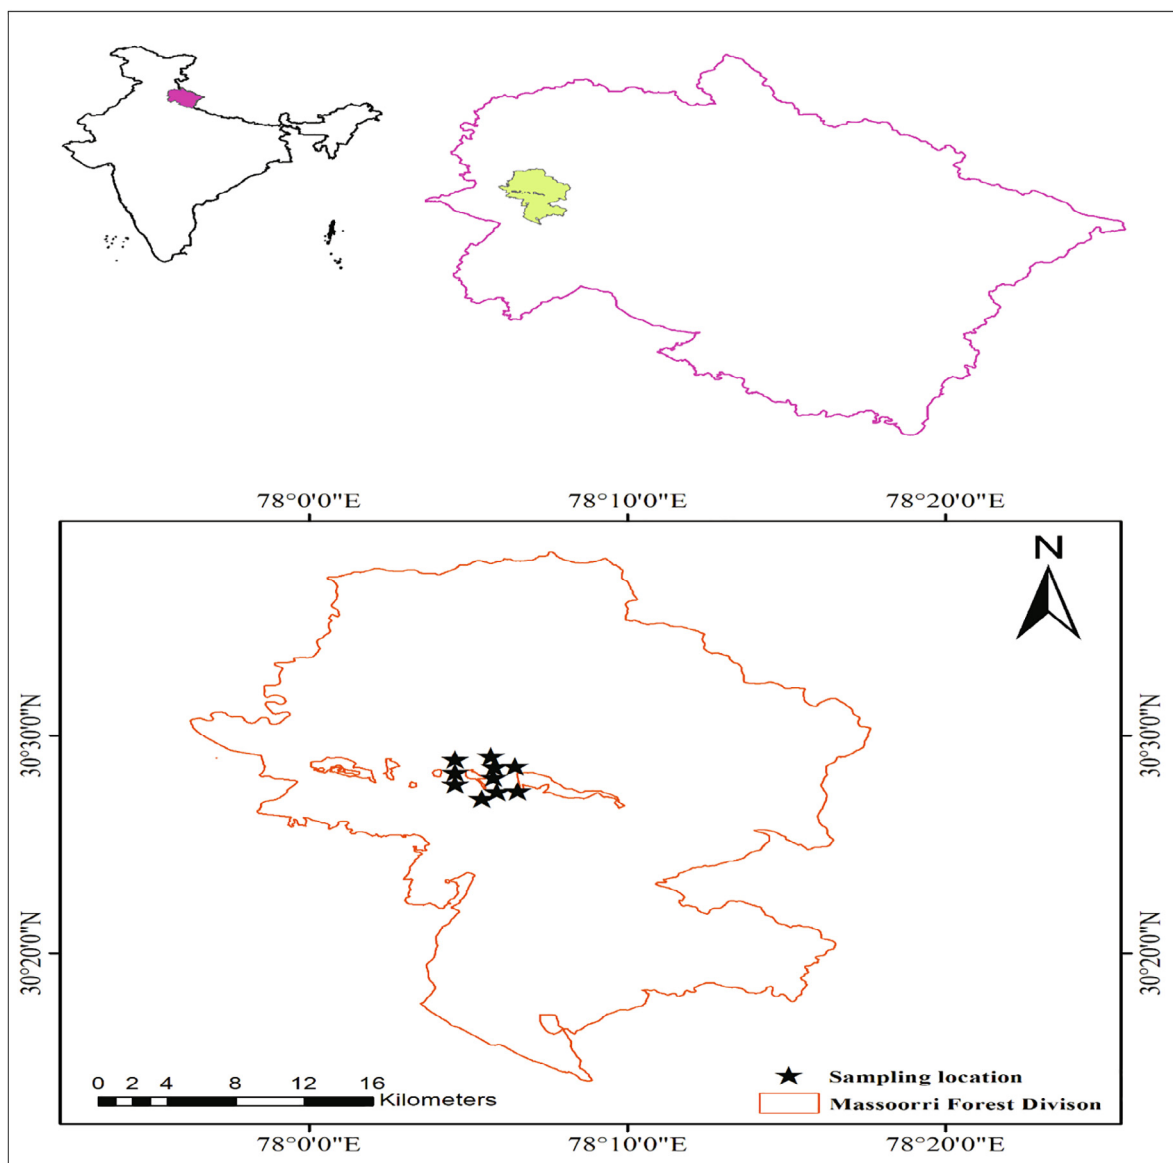 78°0'0"E 78°10'0"E 78°20'0"E
N
30°30'0"N 30°30'0"N
30°20'0"N 30°20'0"N
0 2 4 8 12 16
Kilometers
Sampling location
Massoorri Forest Divison
78°0'0"E 78°10'0"E 78°20'0"E